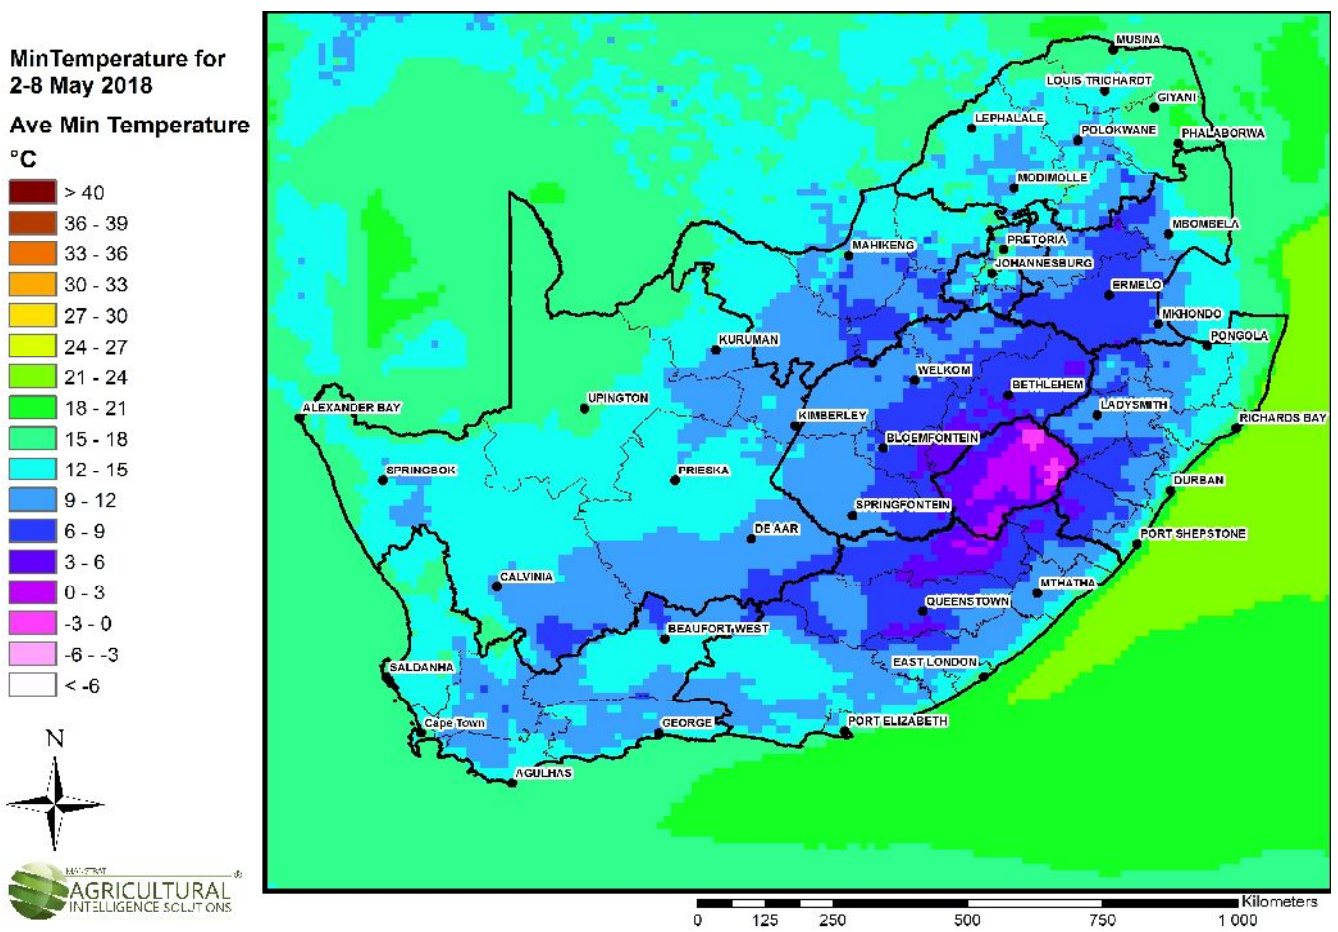 Min Temperature for
2-8 May 2018
Ave Min Temperature
°C
> 40
36 - 39
33 - 36
30 - 33
27 - 30
24 - 27
21 - 24
18 - 21
15 - 18
12 - 15
9 - 12
6 - 9
3 - 6
0 - 3
-3 - 0
-6 - -3
< -6
N
AGRICULTURAL ®
INTELLIGENCE SOLUTIONS
MUSINA
LOUIS TRICHARDT
GIYANI
LEPHALALE
POLOKWANE
PHALABORWA
MODIMOLLE
MBOMBELA
PRETORIA
MAHIKENG
JOHANNESBURG
ERMELO
MKHONDO
PONGOLA
KURUMAN
WELKOM
BETHLEHEM
UPINGTON
ALEXANDER BAY
LADYSMITH
KIMBERLEY
RICHARDS BAY
BLOEMFONTEIN
SPRINGBOK
PRIESKA
DURBAN
SPRINGFONTEIN
DE AAR
PORT SHEPSTONE
CALVINIA
MTHATHA
QUEENSTOWN
BEAUFORT WEST
EAST LONDON
SALDANHA
Cape Town
GEORGE
PORT ELIZABETH
AGULHAS
Kilometers
0 125 250 500 750 1 000